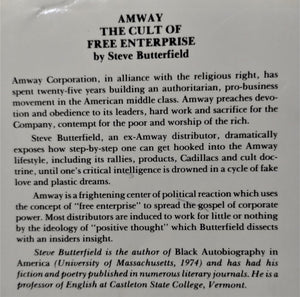 AMWAY
THE CULT OF
FREE ENTERPRISE
by Steve Butterfield
Amway Corporation, in alliance with the religious right, has
spent twenty-five years building an authoritarian, pro-business
movement in the American middle class. Amway preaches devo-
tion and obedience to its leaders, hard work and sacrifice for the
Company, contempt for the poor and worship of the rich.
Steve Butterfield, an ex-Amway distributor, dramatically
exposes how step-by-step one can get hooked into the Amway
lifestyle, including its rallies, products, Cadillacs and cult doc-
trine, until one's critical intelligence is drowned in a cycle of fake
love and plastic dreams.
Amway is a frightening center of political reaction which uses
the concept of "free enterprise" to spread the gospel of corporate
power. Most distributors are induced to work for little or nothing
by the ideology of "positive thought" which Butterfield dissects
with an insiders insight.
Steve Butterfield is the author of Black Autobiography in
America (University of Massachusetts, 1974) and has had his
fiction and poetry published in numerous literary journals. He is a
professor of English at Castleton State College, Vermont.